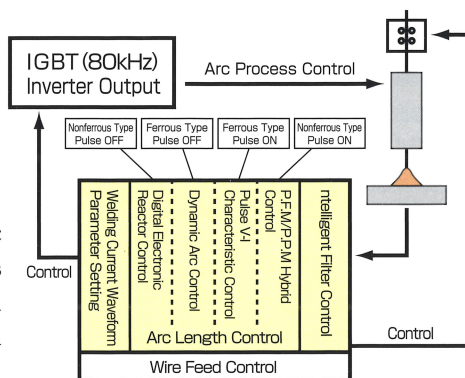 IGBT (80kHz)
Inverter Output
Arc Process Control
Nonferrous Type
Pulse OFF
Ferrous Type
Pulse OFF
Ferrous Type
Pulse ON
Nonferrous Type
Pulse ON
Welding Current Waveform
Parameter Setting
Digital Electronic
Reactor Control
Dynamic Arc Control
Pulse V-I
Characteristic Control
P.F.M/P.P.M Hybrid
Control
ntelligent Filter Control
Arc Length Control
Wire Feed Control
Control
Control